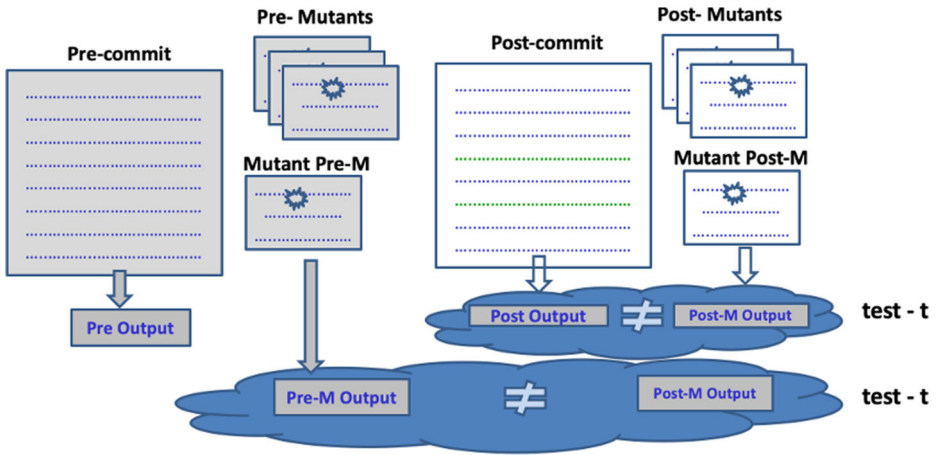 Pre- Mutants
Post- Mutants
Pre-commit
Post-commit
Mutant Pre-M
Mutant Post-M
Pre Output
Post Output
≠
Post-M Output
test - t
Pre-M Output
≠
Post-M Output
test - t